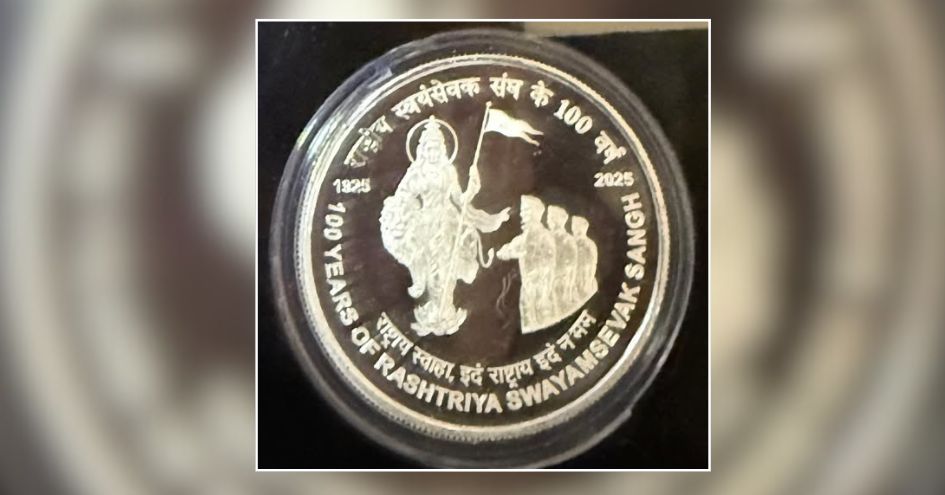 राष्ट्रीय स्वयंसेवक संघ के 100 वर्ष
1925
2025
राष्ट्राय स्वाहा, इदं राष्ट्राय इदं न मम
100 YEARS OF RASHTRIYA SWAYAMSEVAK SANGH